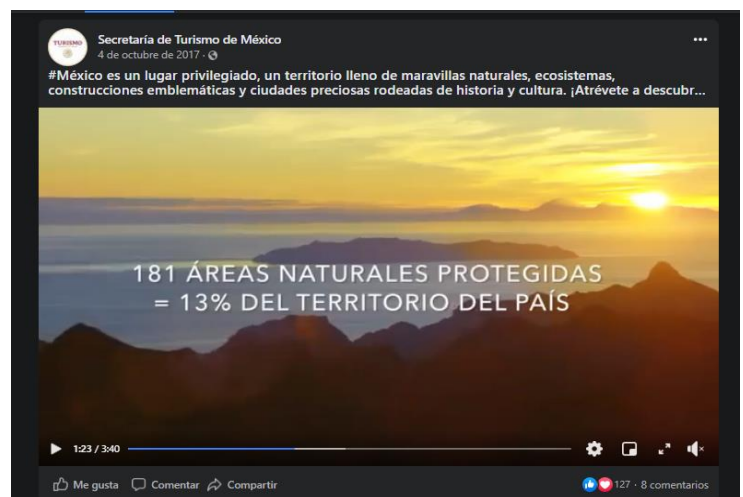 TURISMO
Secretaría de Turismo de México
4 de octubre de 2017 ·
#México es un lugar privilegiado, un territorio lleno de maravillas naturales, ecosistemas,
construcciones emblemáticas y ciudades preciosas rodeadas de historia y cultura. ¡Atrévete a descubr...
181 ÁREAS NATURALES PROTEGIDAS
= 13% DEL TERRITORIO DEL PAÍS
1:23 / 3:40
Me gusta Comentar Compartir 127 · 8 comentarios